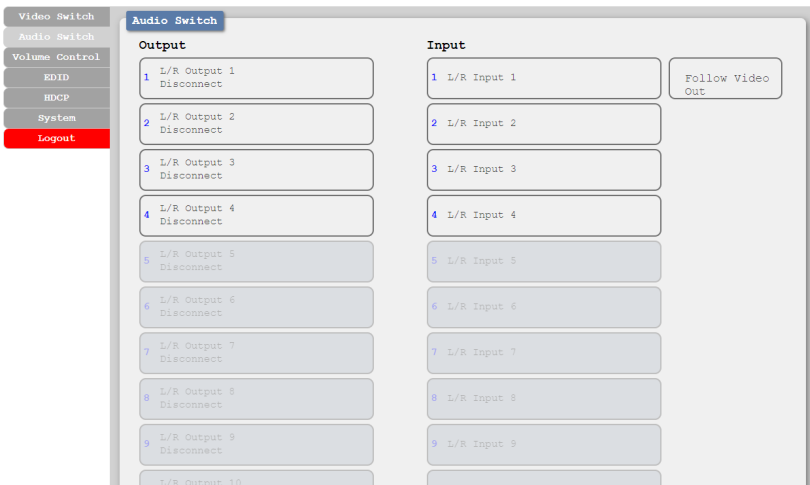 Video Switch
Audio Switch
Volume Control
EDID
HDCP
System
Logout
Audio Switch
Output
Input
1 L/R Output 1
Disconnect
1 L/R Input 1
Follow Video
Out
2 L/R Output 2
Disconnect
2 L/R Input 2
3 L/R Output 3
Disconnect
3 L/R Input 3
4 L/R Output 4
Disconnect
4 L/R Input 4
5 L/R Output 5
Disconnect
5 L/R Input 5
6 L/R Output 6
Disconnect
6 L/R Input 6
7 L/R Output 7
Disconnect
7 L/R Input 7
8 L/R Output 8
Disconnect
8 L/R Input 8
9 L/R Output 9
Disconnect
9 L/R Input 9
L/R Output 10